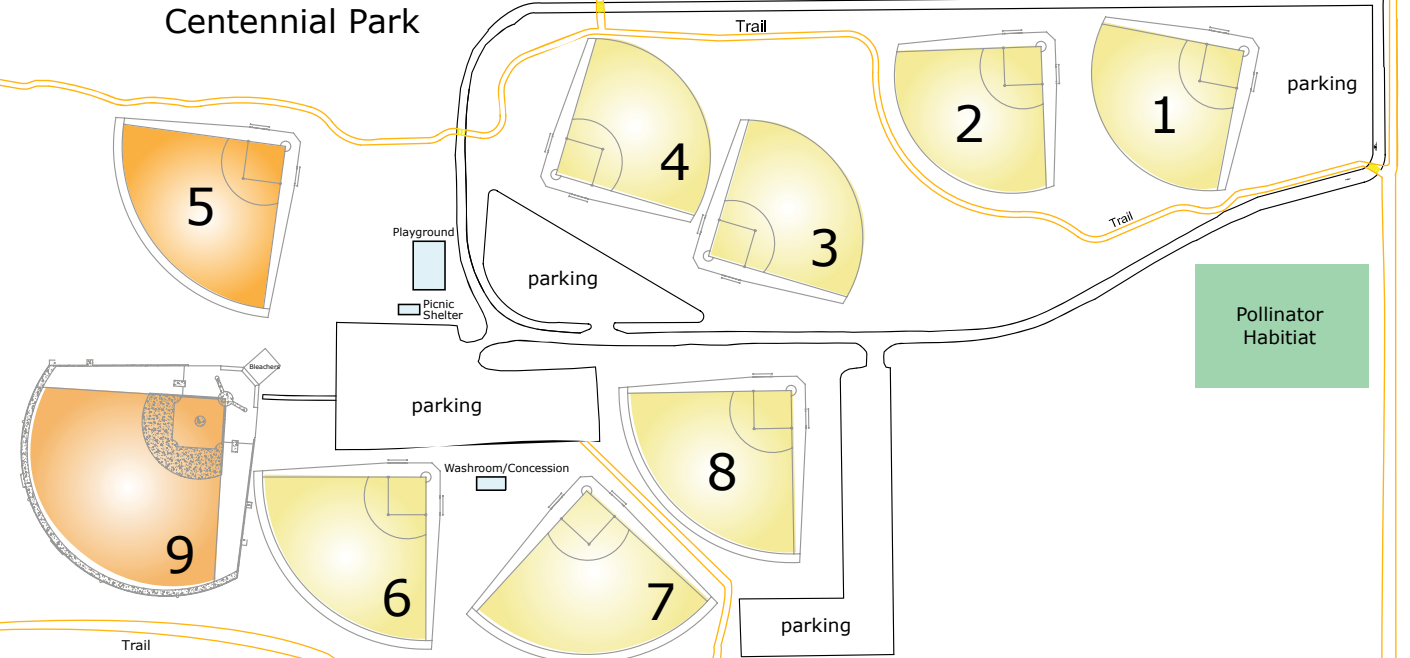 Centennial Park
Trail
parking
1
2
4
3
5
Trail
Playground
parking
Picnic
Shelter
Pollinator
Habitiat
Bleachers
parking
8
Washroom/Concession
9
6
7
parking
Trail